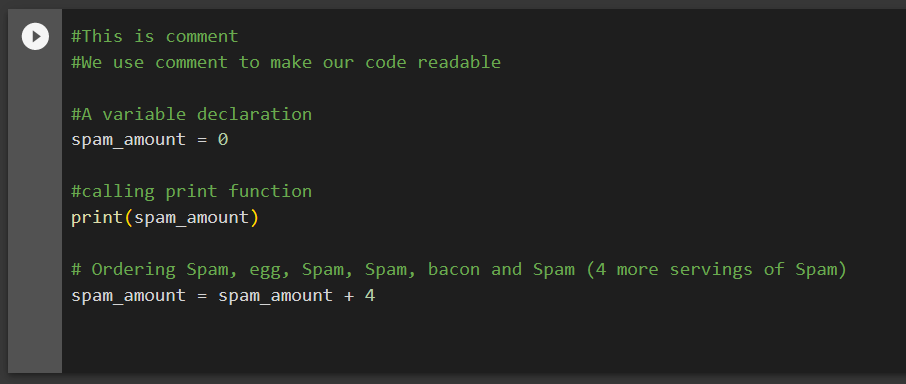 #This is comment
#We use comment to make our code readable
#A variable declaration
spam_amount = 0
#calling print function
print(spam_amount)
# Ordering Spam, egg, Spam, Spam, bacon and Spam (4 more servings of Spam)
spam_amount = spam_amount + 4